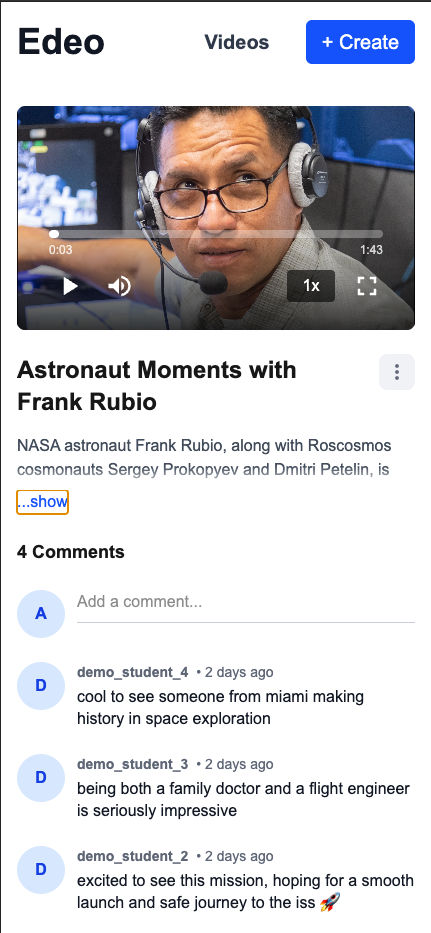 Edeo
Videos
+ Create
0:03
1:43
1x
Astronaut Moments with
Frank Rubio
NASA astronaut Frank Rubio, along with Roscosmos
cosmonauts Sergey Prokopyev and Dmitri Petelin, is
...show
4 Comments
A
Add a comment...
D
demo_student_4 • 2 days ago
cool to see someone from miami making
history in space exploration
D
demo_student_3 • 2 days ago
being both a family doctor and a flight engineer
is seriously impressive
D
demo_student_2 • 2 days ago
excited to see this mission, hoping for a smooth
launch and safe journey to the iss 🚀